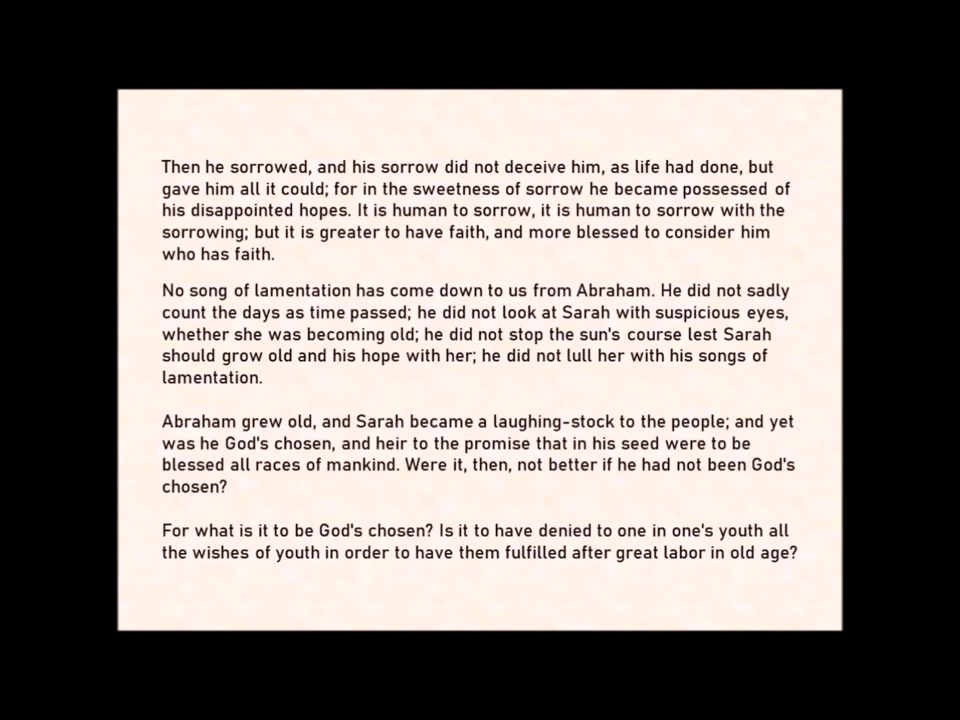 Then he sorrowed, and his sorrow did not deceive him, as life had done, but
gave him all it could; for in the sweetness of sorrow he became possessed of
his disappointed hopes. It is human to sorrow, it is human to sorrow with the
sorrowing; but it is greater to have faith, and more blessed to consider him
who has faith.
No song of lamentation has come down to us from Abraham. He did not sadly
count the days as time passed; he did not look at Sarah with suspicious eyes,
whether she was becoming old; he did not stop the sun's course lest Sarah
should grow old and his hope with her; he did not lull her with his songs of
lamentation.
Abraham grew old, and Sarah became a laughing-stock to the people; and yet
was he God's chosen, and heir to the promise that in his seed were to be
blessed all races of mankind. Were it, then, not better if he had not been God's
chosen?
For what is it to be God's chosen? Is it to have denied to one in one's youth all
the wishes of youth in order to have them fulfilled after great labor in old age?